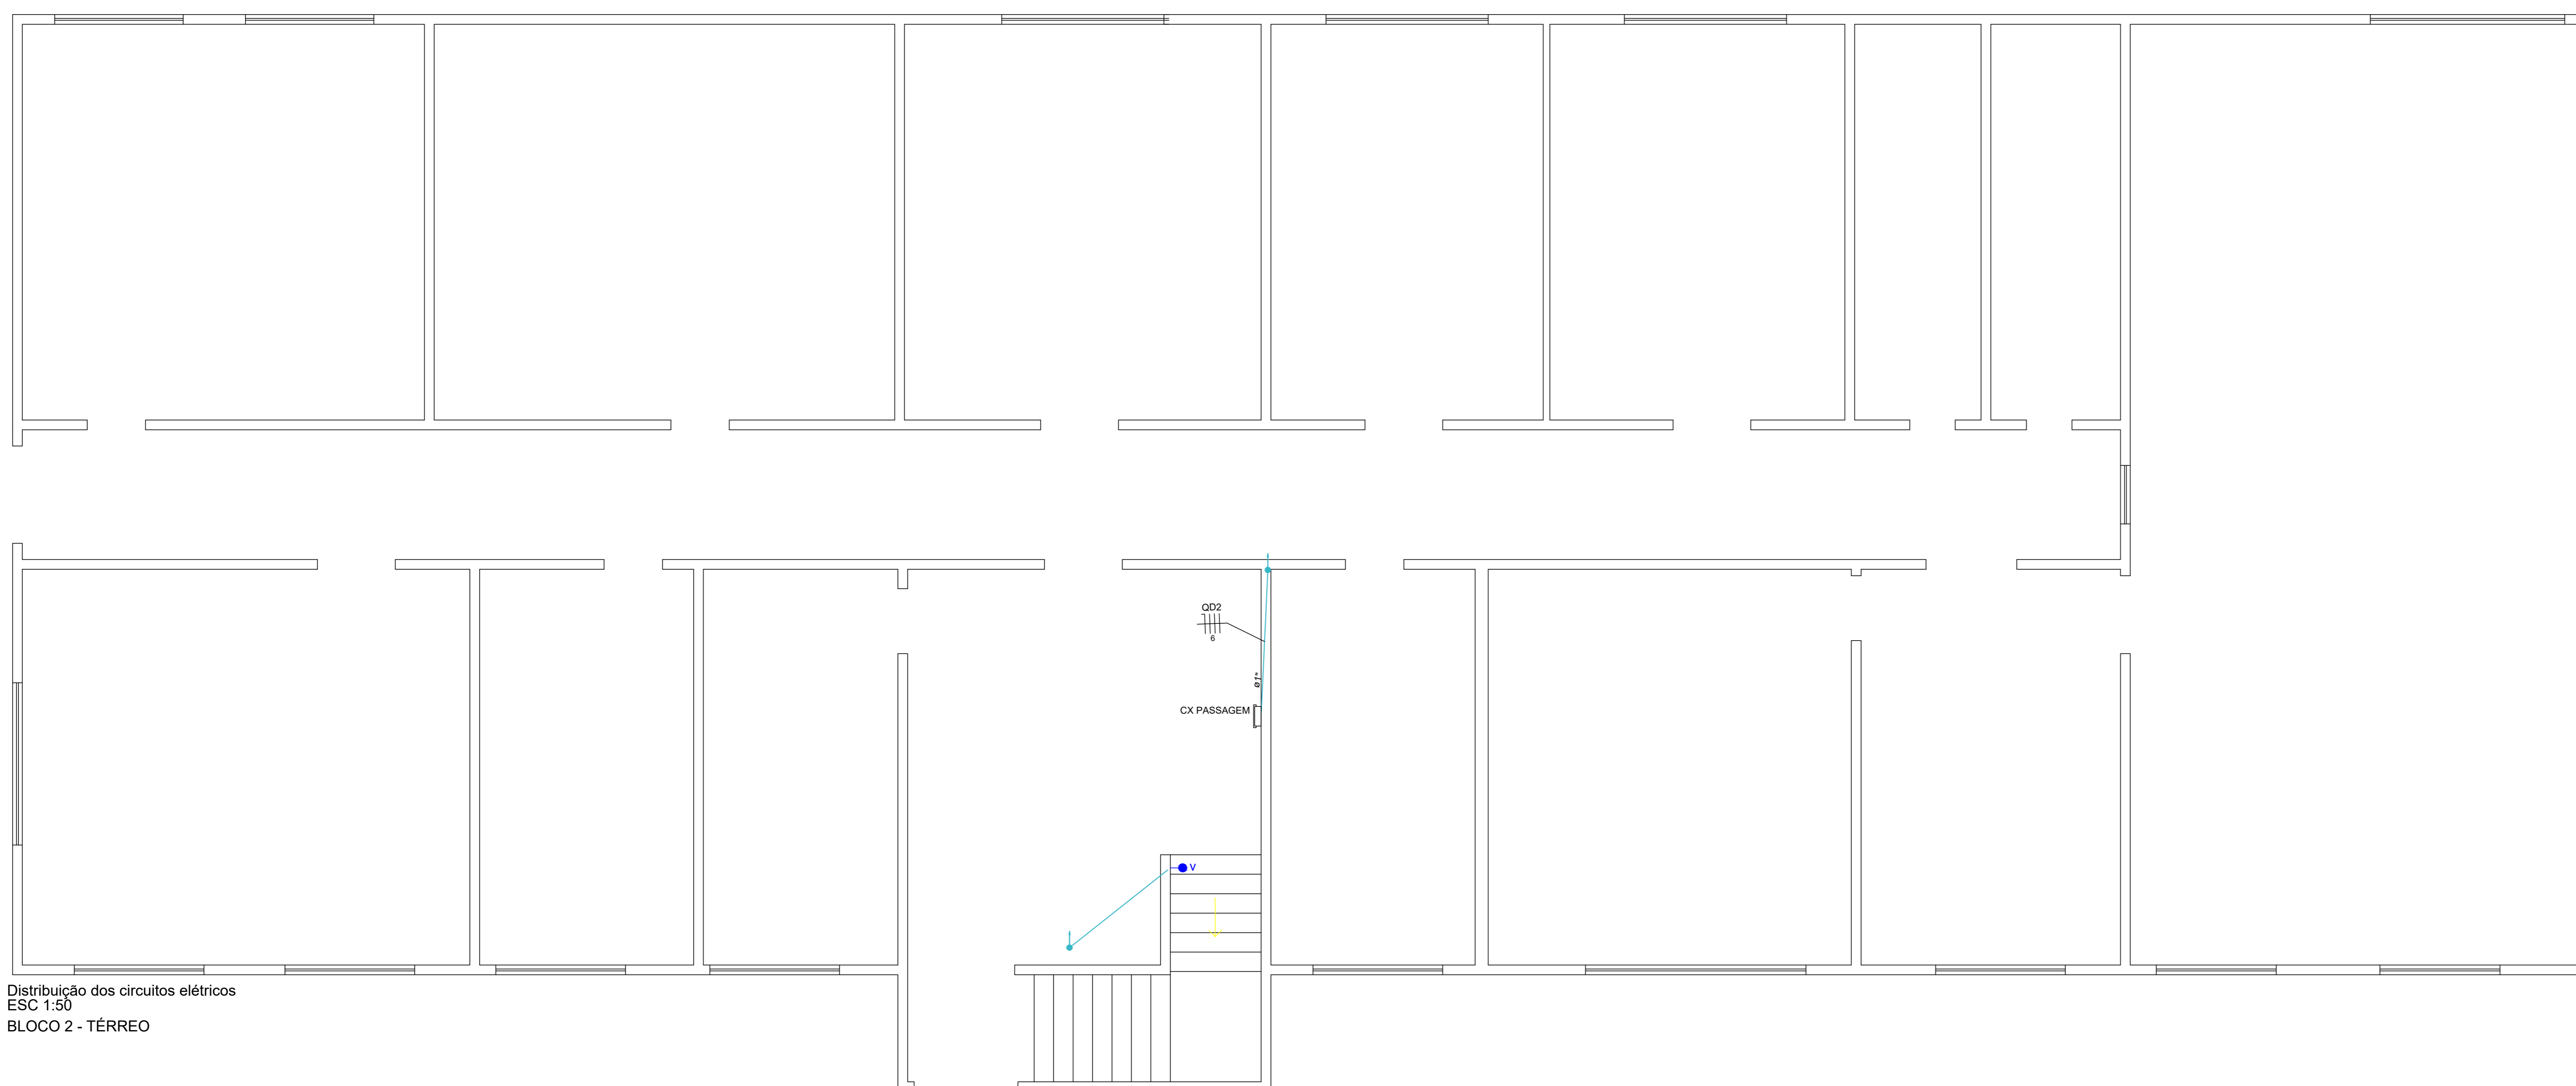 QD2
6
ø1"
CX PASSAGEM
V
Distribuição dos circuitos elétricos
ESC 1:50
BLOCO 2 - TÉRREO